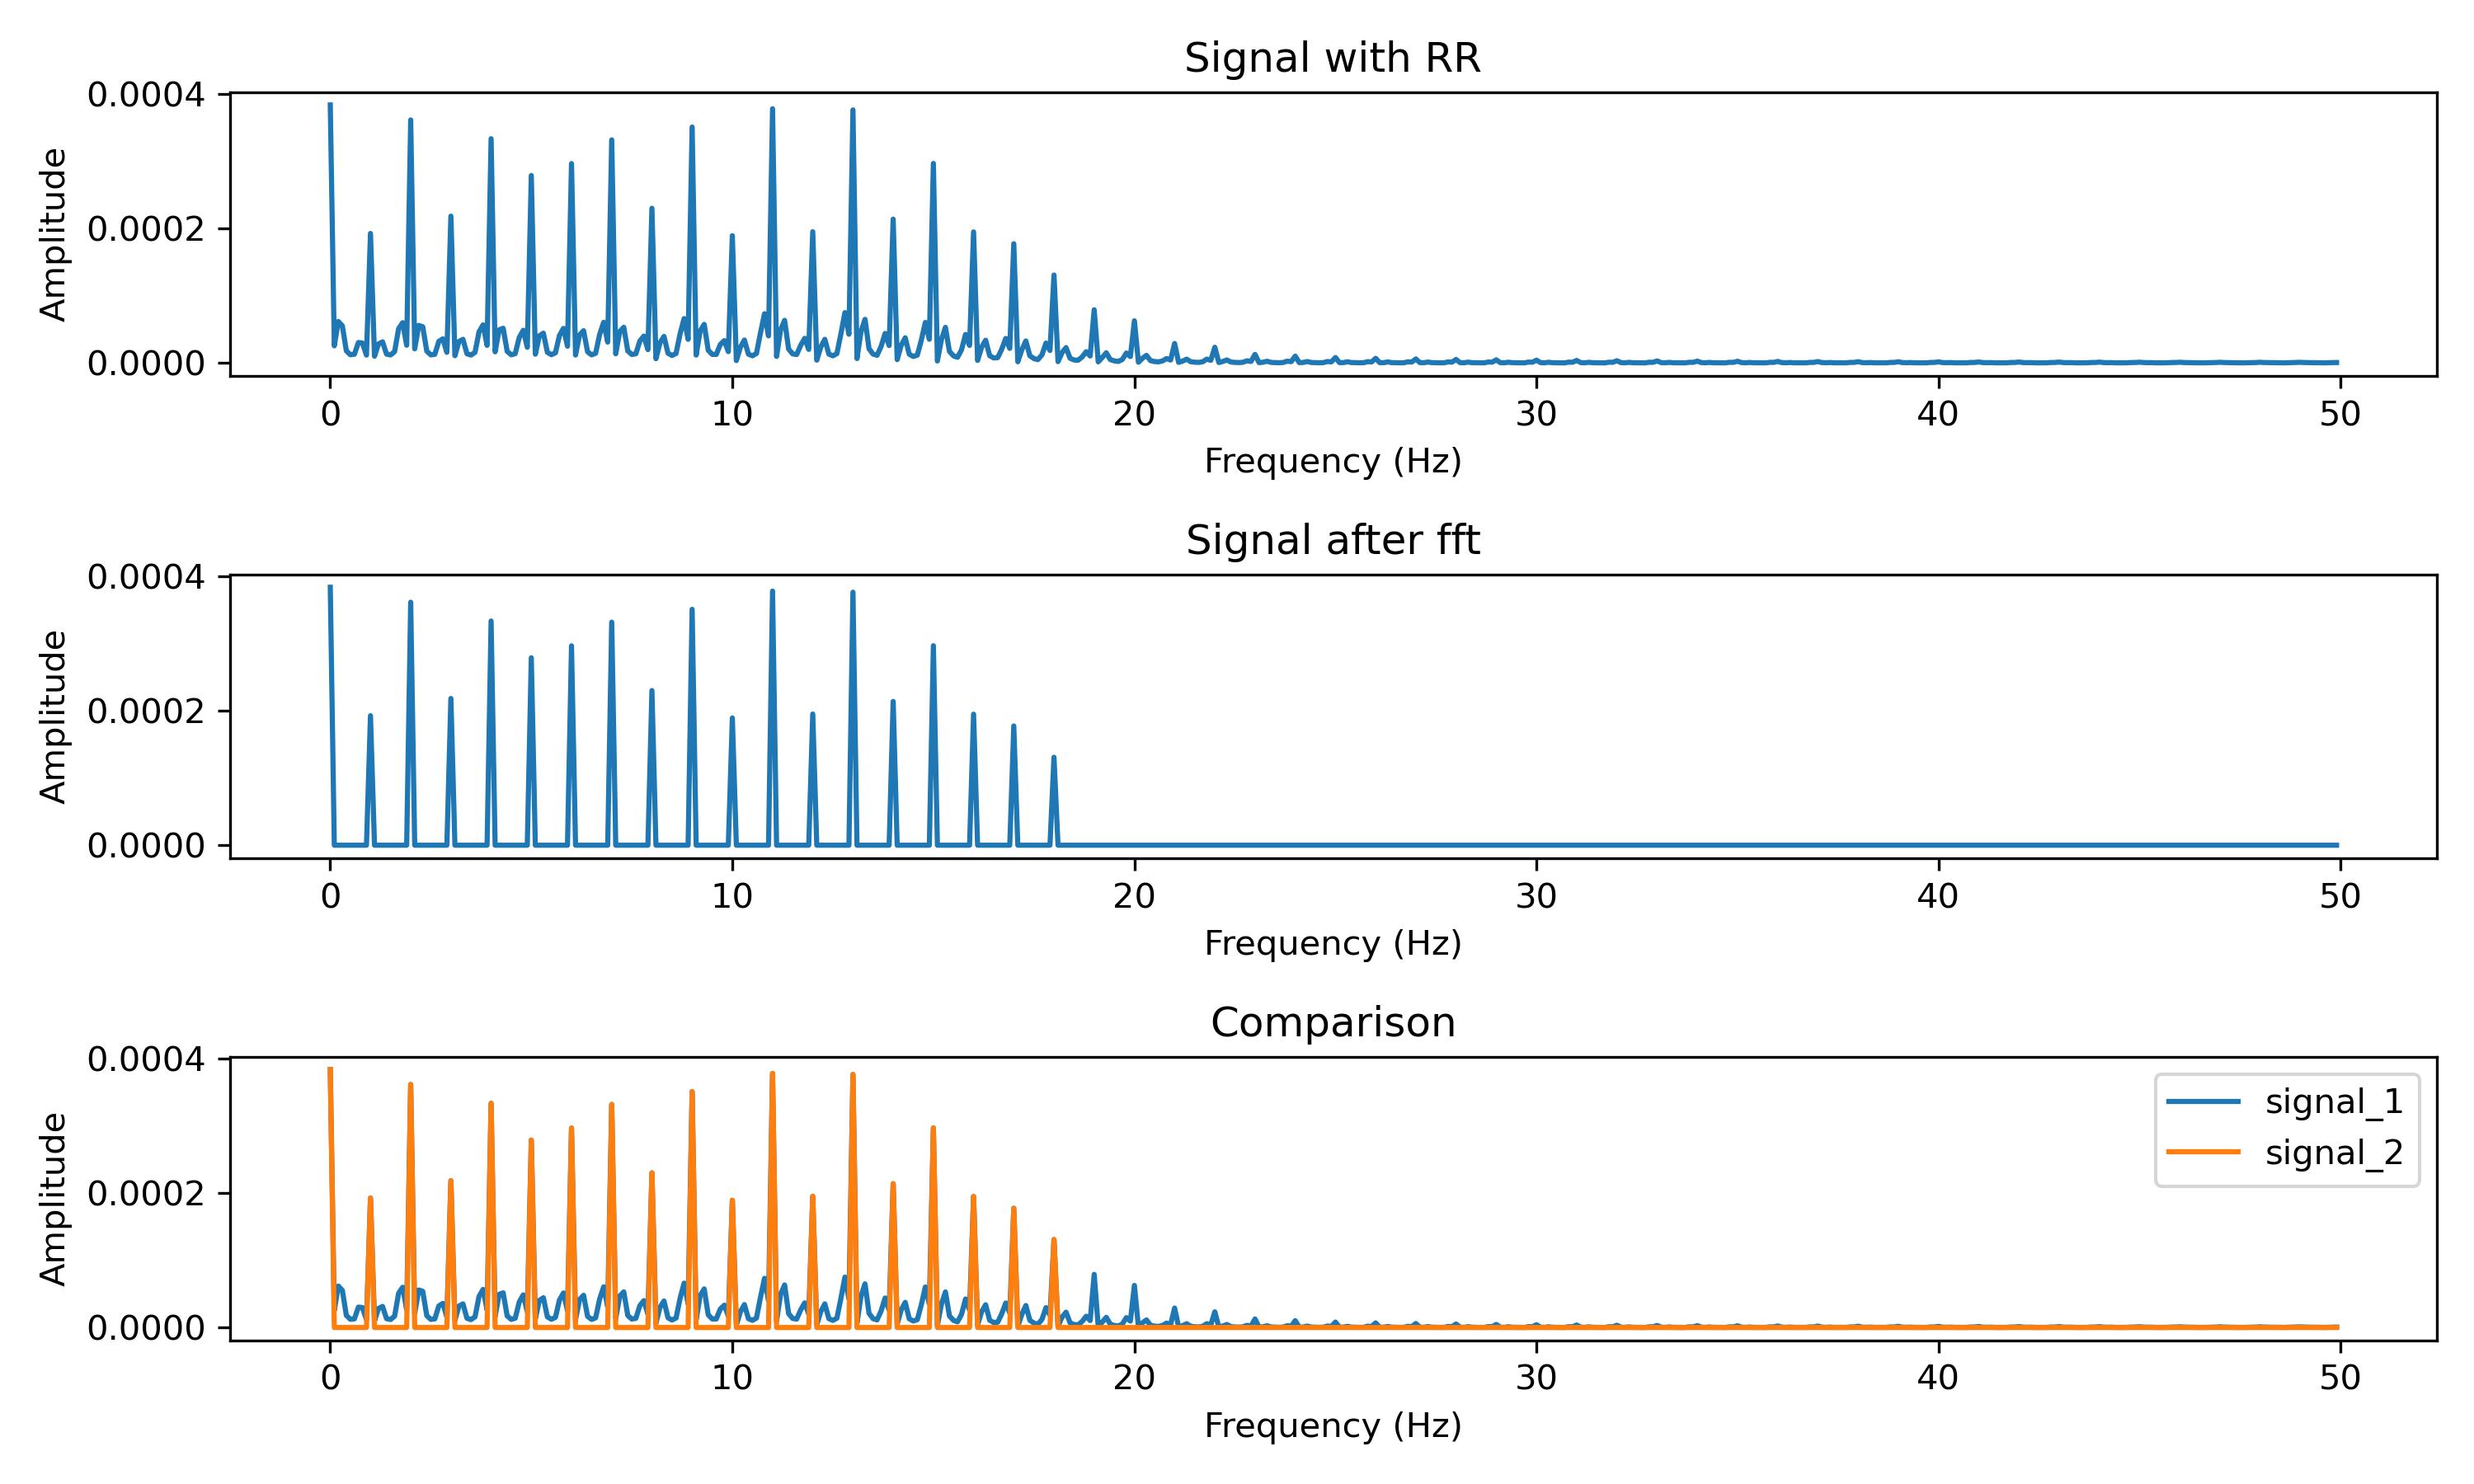 Signal with RR
Amplitude
0.0004
0.0002
0.0000
0 10 20 30 40 50
Frequency (Hz)
Signal after fft
Amplitude
0.0004
0.0002
0.0000
0 10 20 30 40 50
Frequency (Hz)
Comparison
Amplitude
0.0004
0.0002
0.0000
signal_1
signal_2
0 10 20 30 40 50
Frequency (Hz)